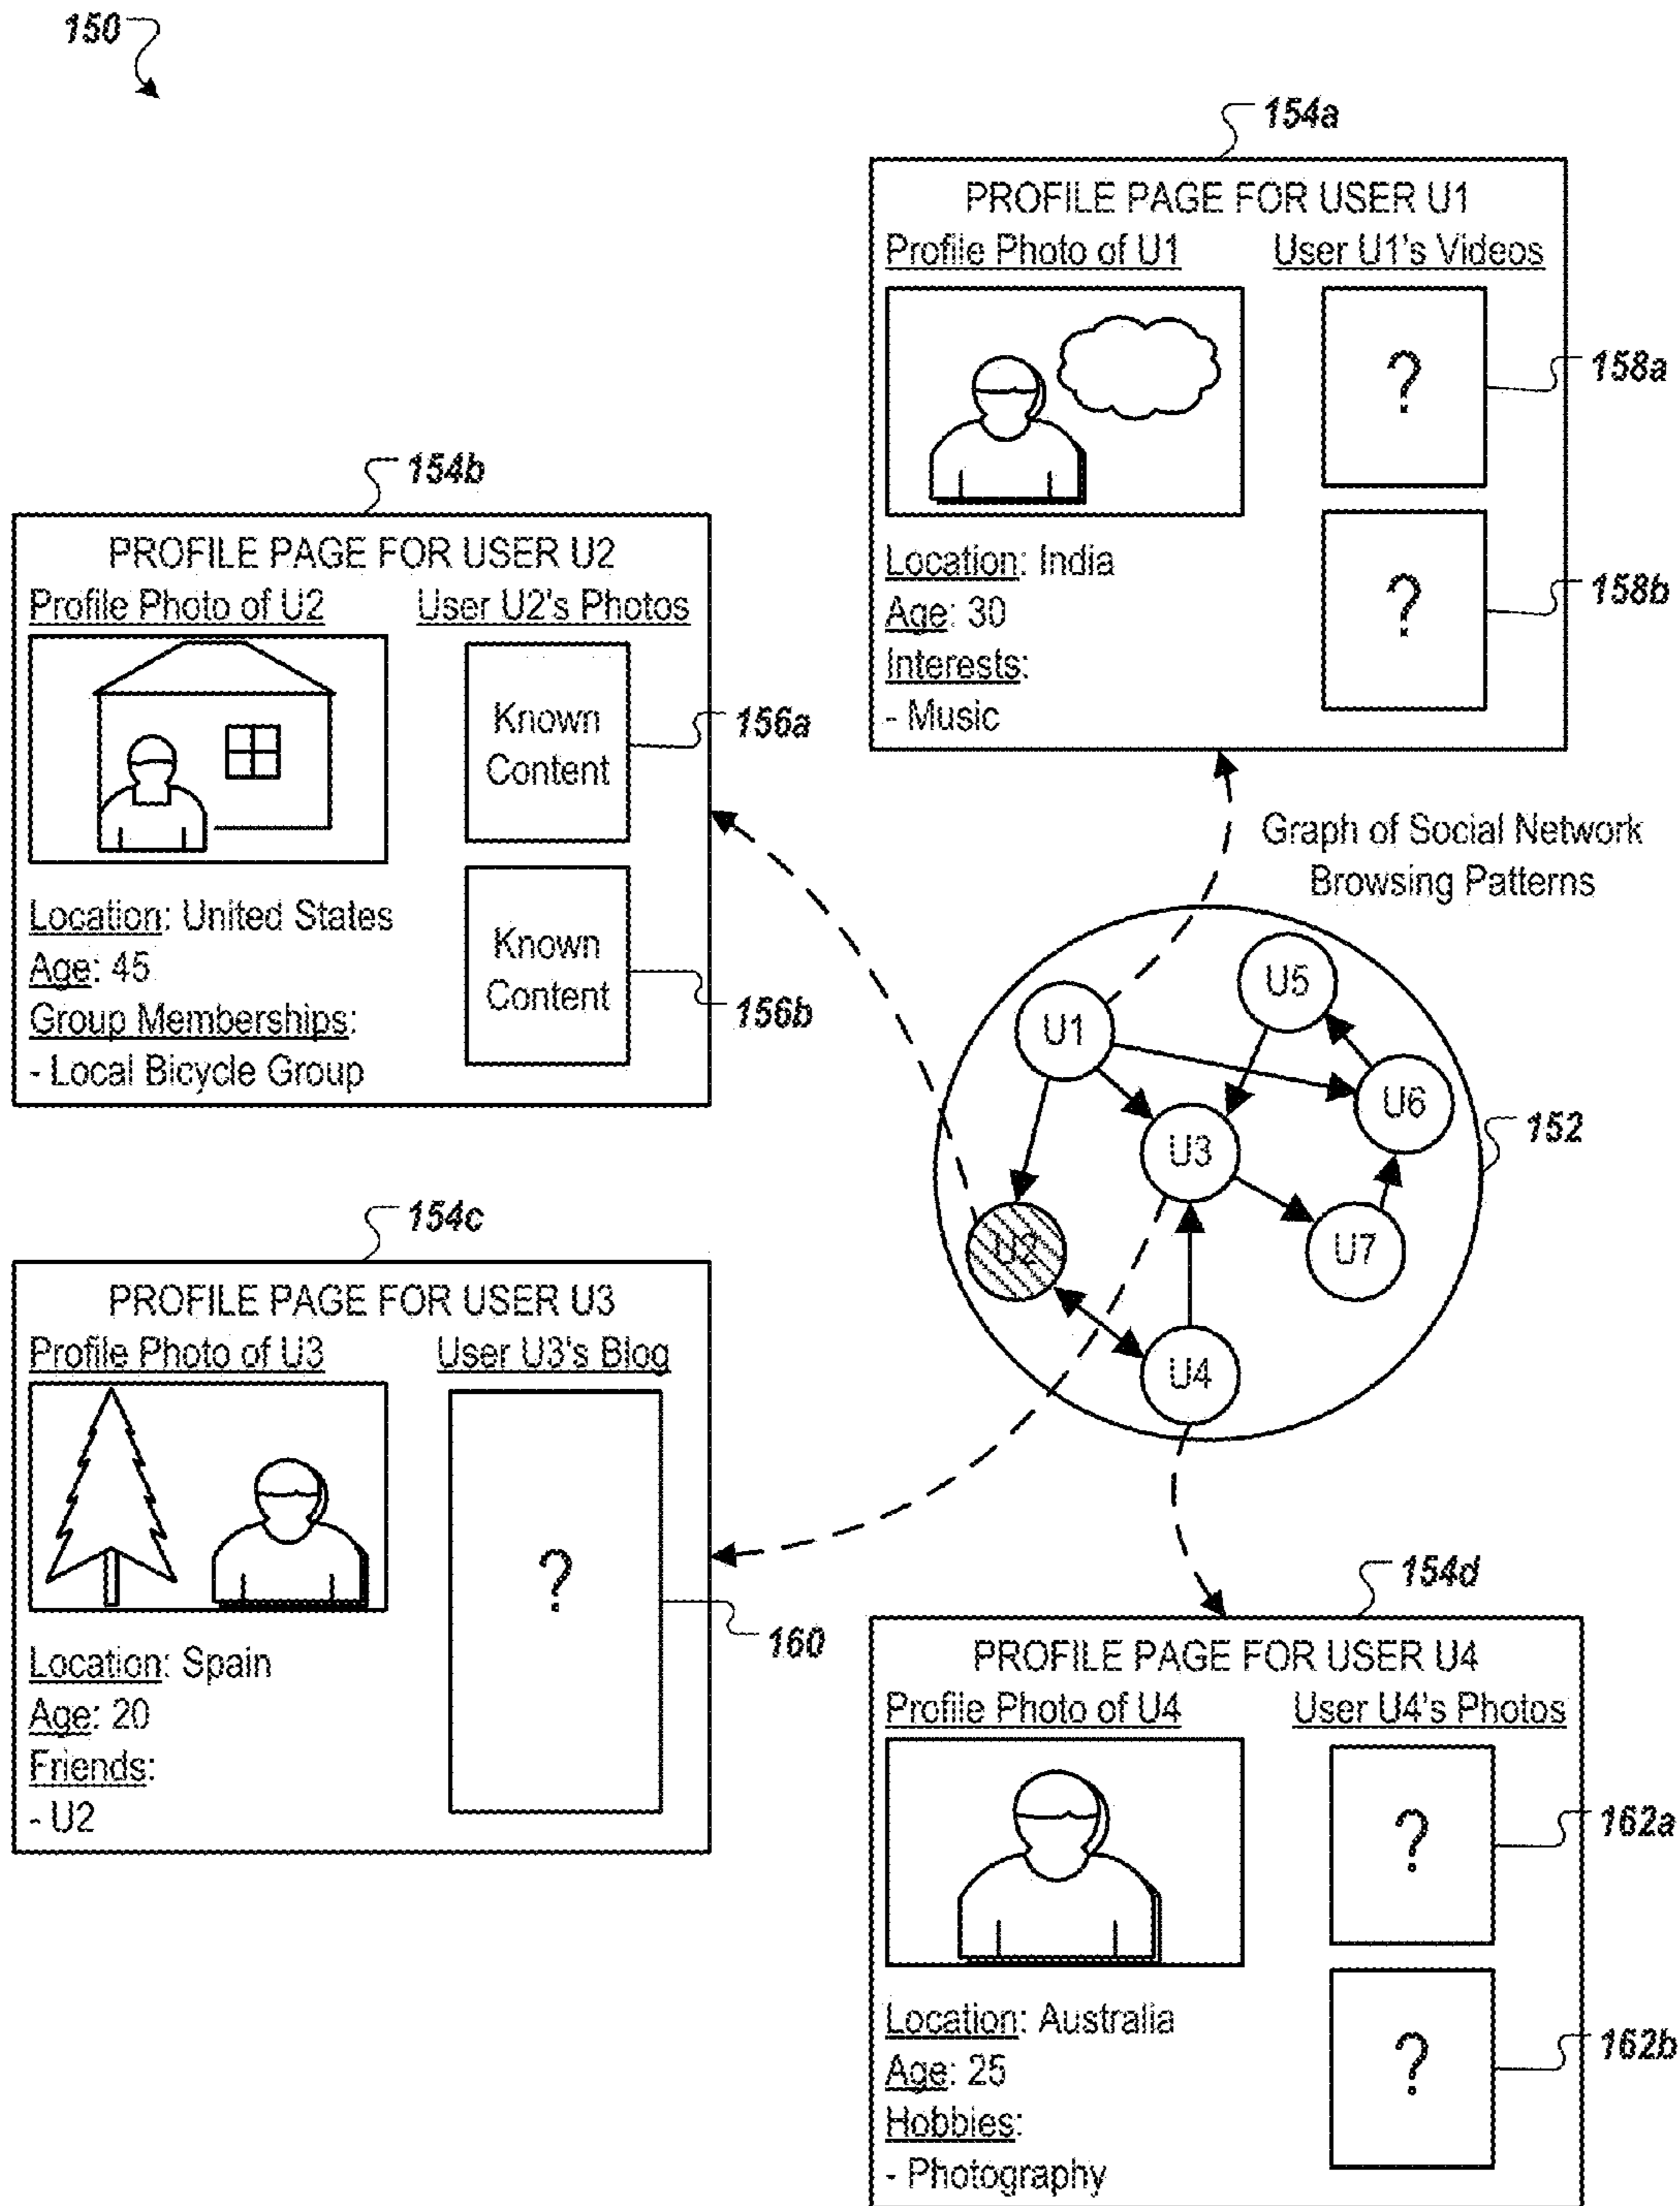 150
154a
PROFILE PAGE FOR USER U1
Profile Photo of U1
User U1's Videos
?
158a
?
158b
Location: India
Age: 30
Interests:
- Music
154b
PROFILE PAGE FOR USER U2
Profile Photo of U2
User U2's Photos
Known
Content
156a
Known
Content
156b
Location: United States
Age: 45
Group Memberships:
- Local Bicycle Group
Graph of Social Network
Browsing Patterns
U1
U5
U6
U3
152
U2
U7
U4
154c
PROFILE PAGE FOR USER U3
Profile Photo of U3
User U3's Blog
?
160
Location: Spain
Age: 20
Friends:
- U2
154d
PROFILE PAGE FOR USER U4
Profile Photo of U4
User U4's Photos
?
162a
?
162b
Location: Australia
Age: 25
Hobbies:
- Photography